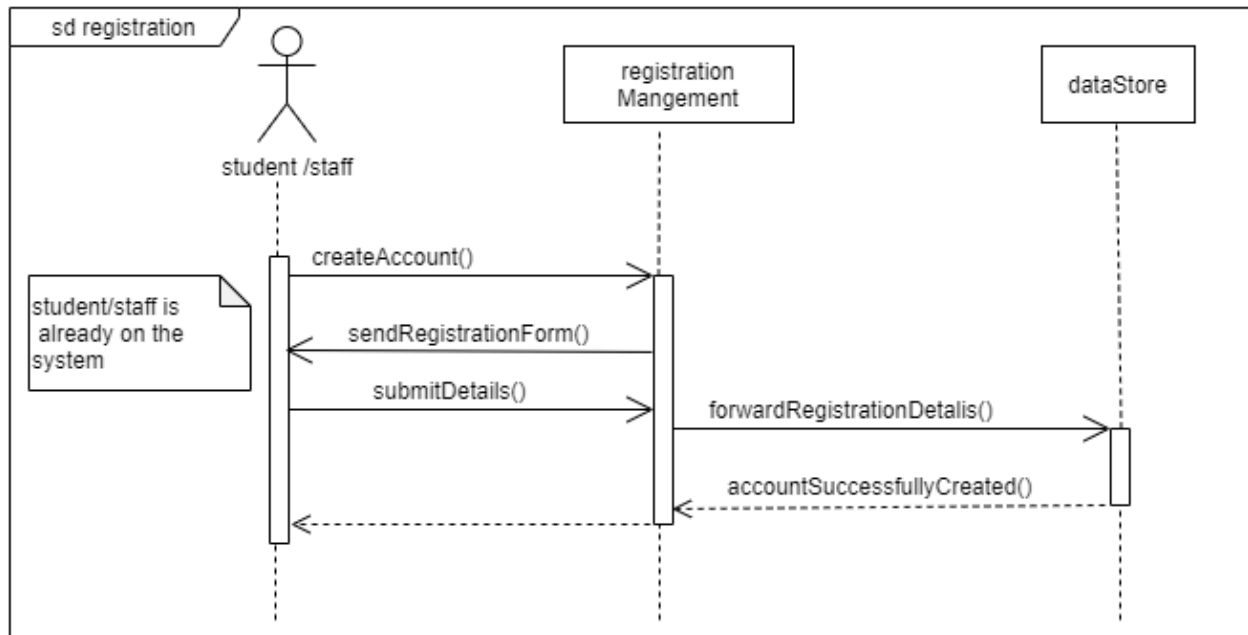 sd registration
registration
Mangement
dataStore
student /staff
createAccount()
student/staff is
already on the
system
sendRegistrationForm()
submitDetails()
forwardRegistrationDetalis()
accountSuccessfullyCreated()